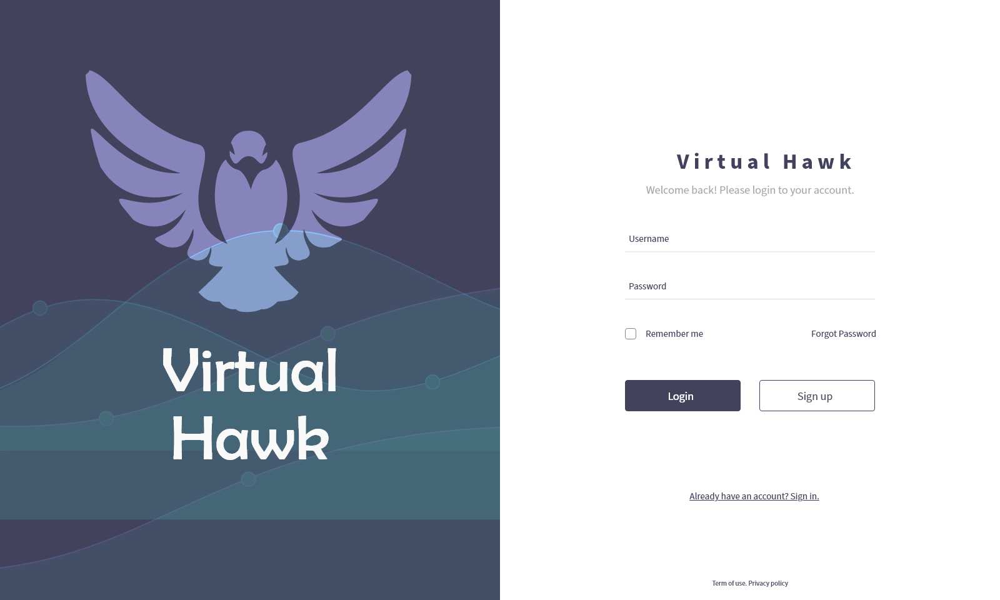 Virtual
Hawk
Virtual Hawk
Welcome back! Please login to your account.
Username
Password
Remember me
Forgot Password
Login
Sign up
Already have an account? Sign in.
Term of use. Privacy policy